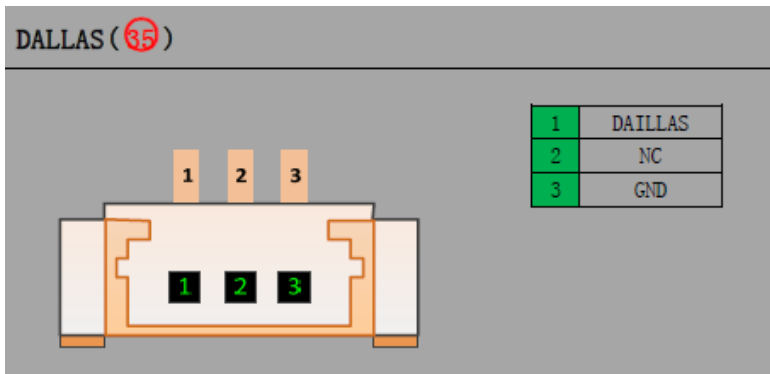 DALLAS(35)
1 DAILLAS
2 NC
3 GND
1 2 3
1 2 3